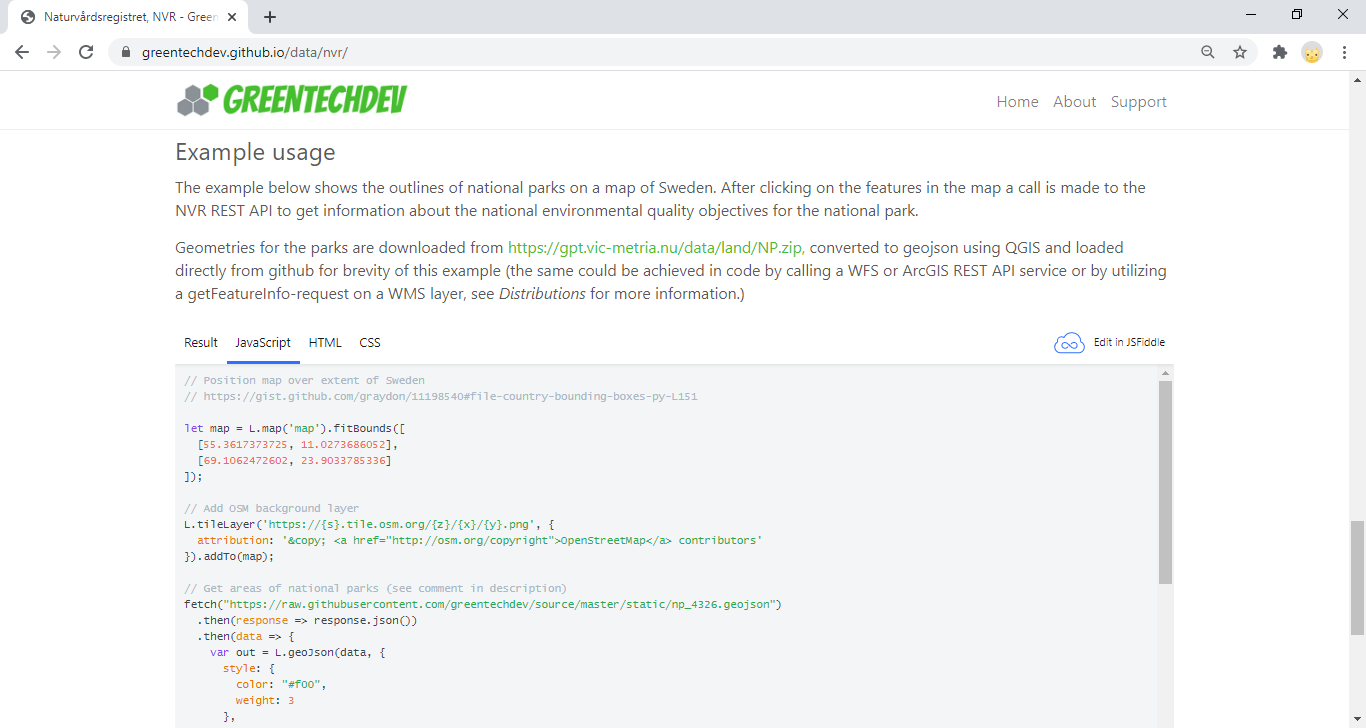 Naturvårdsregistret, NVR - Green
greentechdev.github.io/data/nvr/
GREENTECHDEV
Home About Support
Example usage
The example below shows the outlines of national parks on a map of Sweden. After clicking on the features in the map a call is made to the
NVR REST API to get information about the national environmental quality objectives for the national park.
Geometries for the parks are downloaded from https://gpt.vic-metria.nu/data/land/NP.zip, converted to geojson using QGIS and loaded
directly from github for brevity of this example (the same could be achieved in code by calling a WFS or ArcGIS REST API service or by utilizing
a getFeatureInfo-request on a WMS layer, see Distributions for more information.)
Result JavaScript HTML CSS Edit in JSFiddle
// Position map over extent of Sweden
// https://gist.github.com/graydon/11198540#file-country-bounding-boxes-py-L151
let map = L.map('map').fitBounds([
[55.3617373725, 11.0273686052],
[69.1062472602, 23.9033785336]
]);
// Add OSM background layer
L.tileLayer('https://{s}.tile.osm.org/{z}/{x}/{y}.png', {
attribution: '&copy; <a href="http://osm.org/copyright">OpenStreetMap</a> contributors'
}).addTo(map);
// Get areas of national parks (see comment in description)
fetch("https://raw.githubusercontent.com/greentechdev/source/master/static/np_4326.geojson")
.then(response => response.json())
.then(data => {
var out = L.geoJson(data, {
style: {
color: "#f00",
weight: 3
},